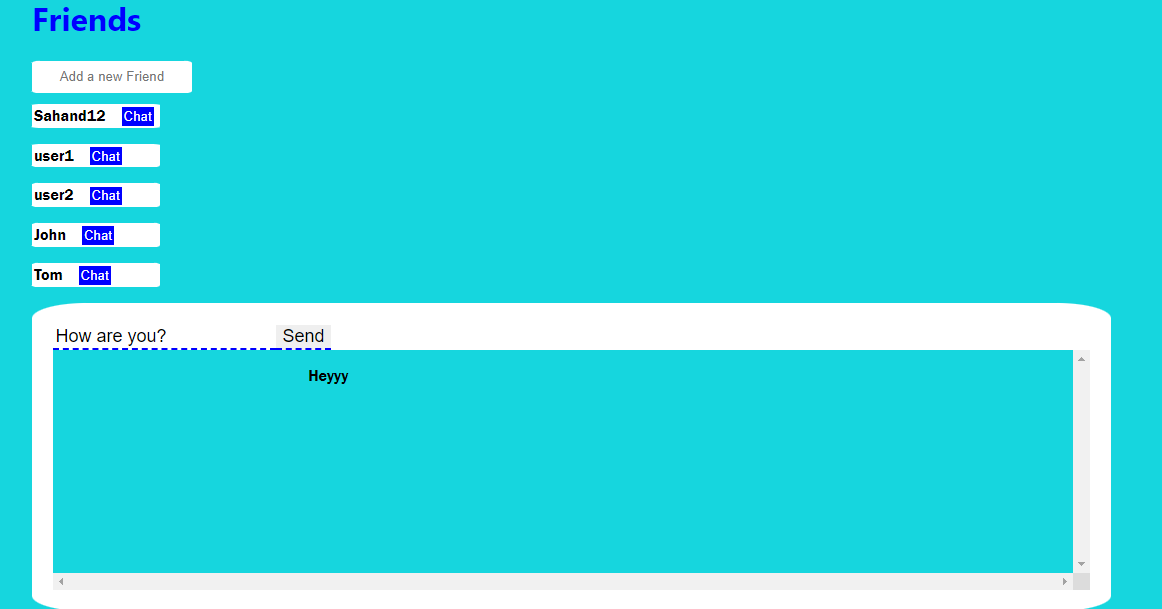 Friends
Add a new Friend
Sahand12 Chat
user1 Chat
user2 Chat
John Chat
Tom Chat
How are you? Send
Heyyy